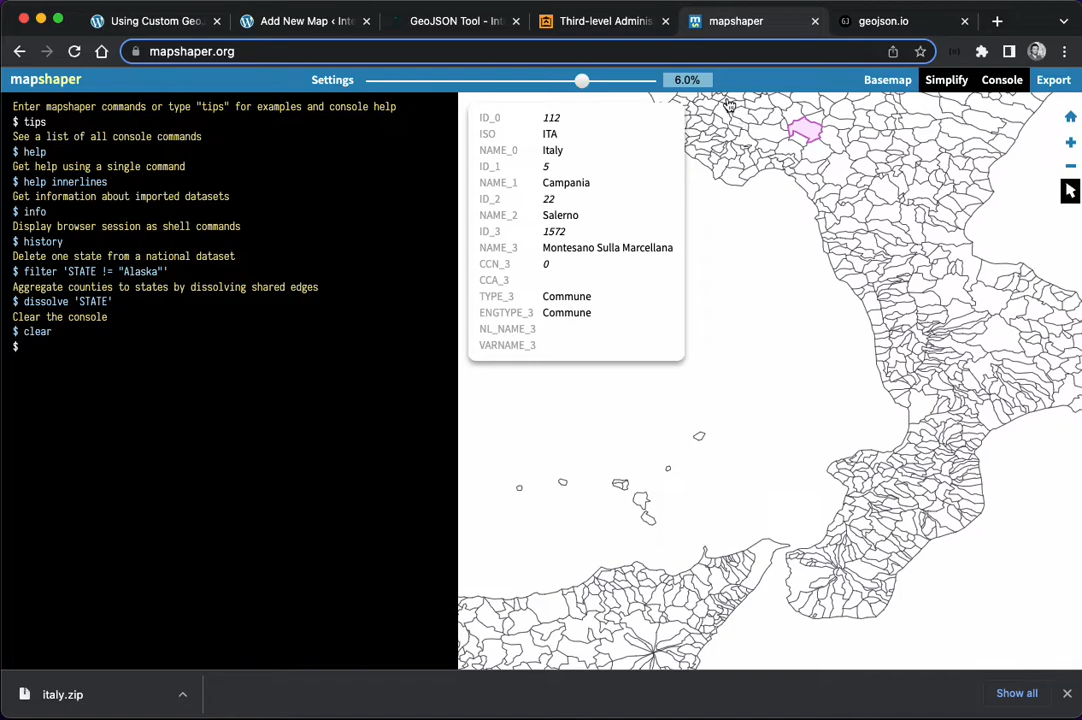 Using Custom GeoJ
Add New Map ‹ Int
GeoJSON Tool - Int
Third-level Adminis
mapshaper
geojson.io
mapshaper.org
mapshaper
Settings
6.0%
Basemap
Simplify
Console
Export
Enter mapshaper commands or type "tips" for examples and console help
$ tips
See a list of all console commands
$ help
Get help using a single command
$ help innerlines
Get information about imported datasets
$ info
Display browser session as shell commands
$ history
Delete one state from a national dataset
$ filter 'STATE != "Alaska"'
Aggregate counties to states by dissolving shared edges
$ dissolve 'STATE'
Clear the console
$ clear
$
ID_0 112
ISO ITA
NAME_0 Italy
ID_1 5
NAME_1 Campania
ID_2 22
NAME_2 Salerno
ID_3 1572
NAME_3 Montesano Sulla Marcellana
CCN_3 0
CCA_3
TYPE_3 Commune
ENGTYPE_3 Commune
NL_NAME_3
VARNAME_3
italy.zip
Show all